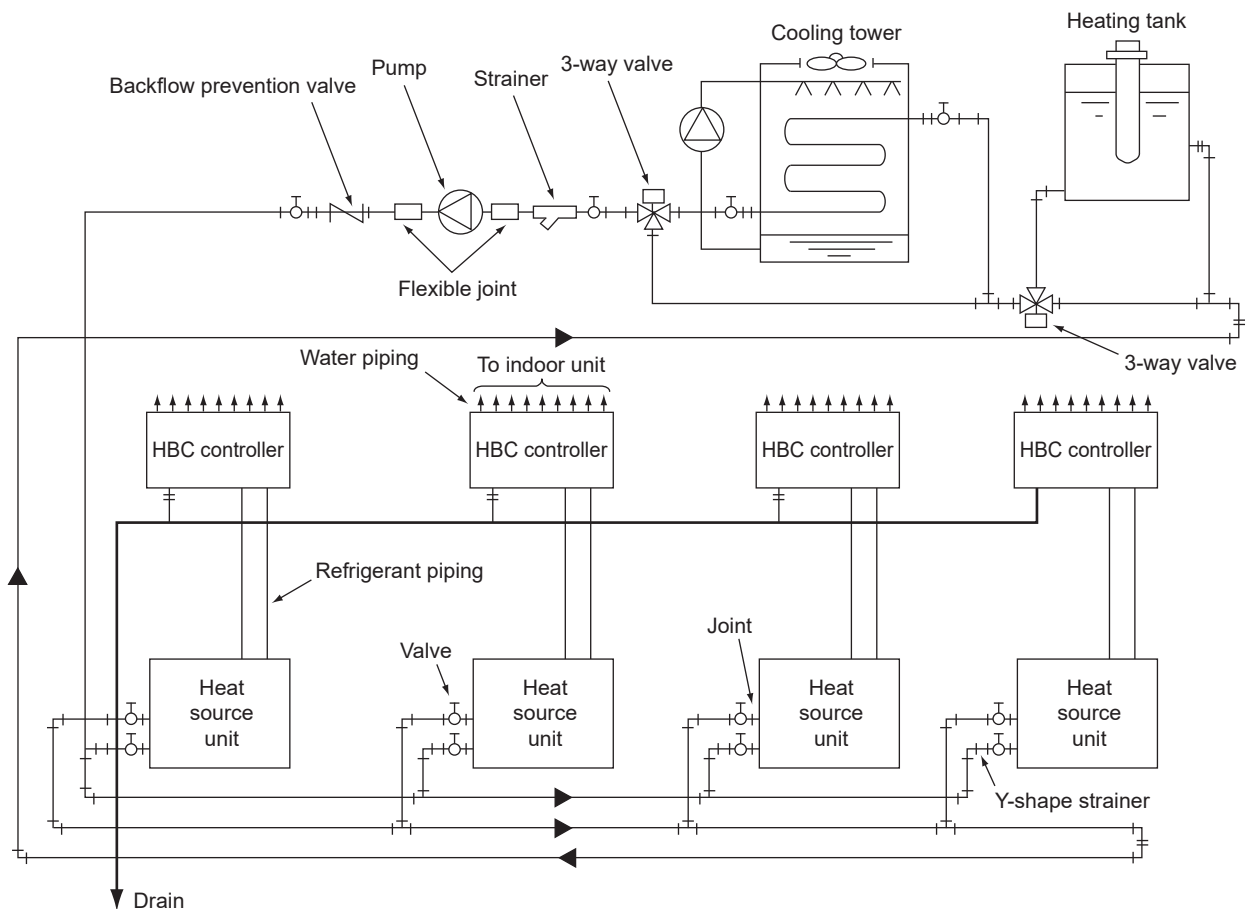 Heating tank
Cooling tower
3-way valve
Pump
Strainer
Backflow prevention valve
Flexible joint
Water piping
To indoor unit
3-way valve
HBC controller
HBC controller
HBC controller
HBC controller
Refrigerant piping
Joint
Valve
Heat
source
unit
Heat
source
unit
Heat
source
unit
Heat
source
unit
Y-shape strainer
Drain